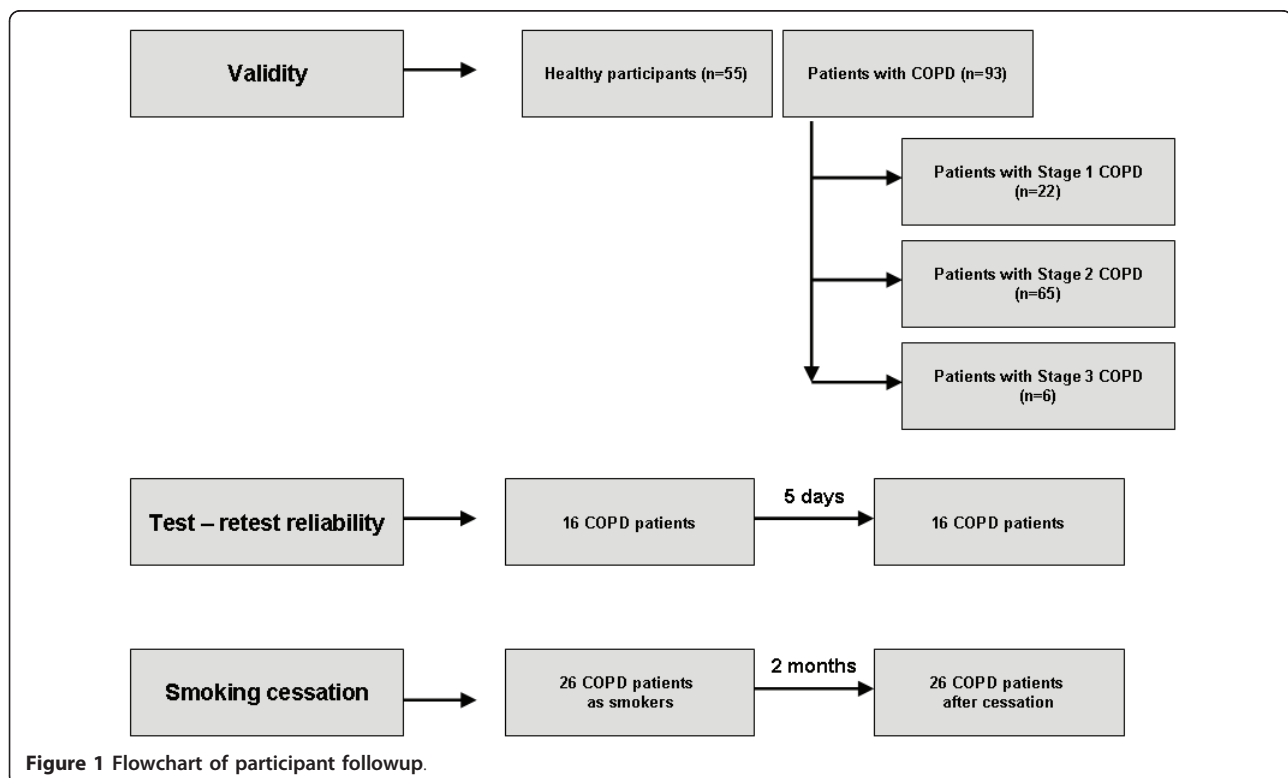 Validity
Healthy participants (n=55)
Patients with COPD (n=93)
Patients with Stage 1 COPD
(n=22)
Patients with Stage 2 COPD
(n=65)
Patients with Stage 3 COPD
(n=6)
Test – retest reliability
16 COPD patients
5 days
16 COPD patients
Smoking cessation
26 COPD patients
as smokers
2 months
26 COPD patients
after cessation
Figure 1 Flowchart of participant followup.